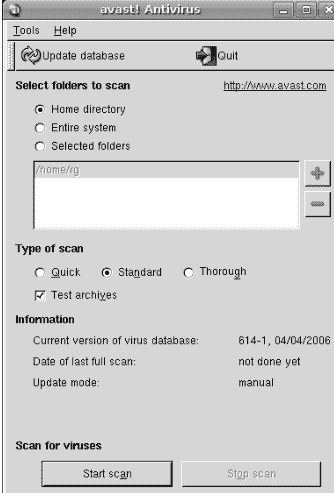 avast! Antivirus
Tools Help
Update database Quit
Select folders to scan http://www.avast.com
Home directory
Entire system
Selected folders
/home/rg
Type of scan
Quick Standard Thorough
Test archives
Information
Current version of virus database: 614-1, 04/04/2006
Date of last full scan: not done yet
Update mode: manual
Scan for viruses
Start scan Stop scan